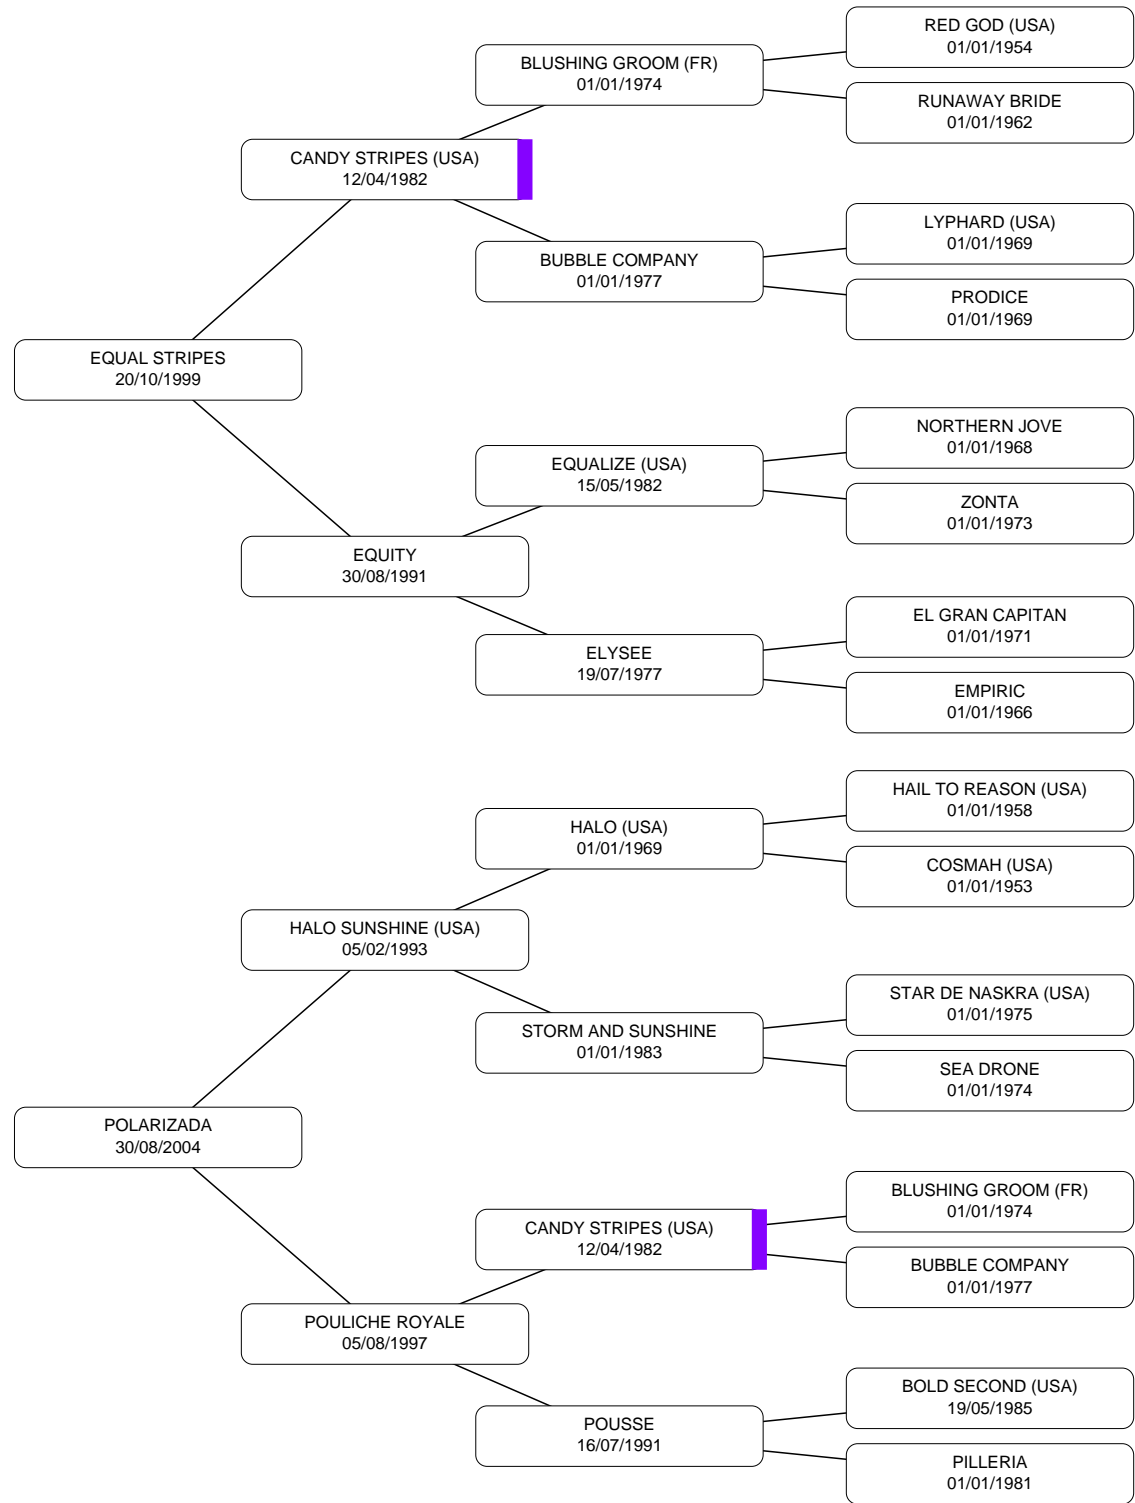 RED GOD (USA)
01/01/1954
BLUSHING GROOM (FR)
01/01/1974
RUNAWAY BRIDE
01/01/1962
CANDY STRIPES (USA)
12/04/1982
LYPHARD (USA)
01/01/1969
BUBBLE COMPANY
01/01/1977
PRODICE
01/01/1969
EQUAL STRIPES
20/10/1999
NORTHERN JOVE
01/01/1968
EQUALIZE (USA)
15/05/1982
ZONTA
01/01/1973
EQUITY
30/08/1991
EL GRAN CAPITAN
01/01/1971
ELYSEE
19/07/1977
EMPIRIC
01/01/1966
HAIL TO REASON (USA)
01/01/1958
HALO (USA)
01/01/1969
COSMAH (USA)
01/01/1953
HALO SUNSHINE (USA)
05/02/1993
STAR DE NASKRA (USA)
01/01/1975
STORM AND SUNSHINE
01/01/1983
SEA DRONE
01/01/1974
POLARIZADA
30/08/2004
BLUSHING GROOM (FR)
01/01/1974
CANDY STRIPES (USA)
12/04/1982
BUBBLE COMPANY
01/01/1977
POULICHE ROYALE
05/08/1997
BOLD SECOND (USA)
19/05/1985
POUSSE
16/07/1991
PILLERIA
01/01/1981